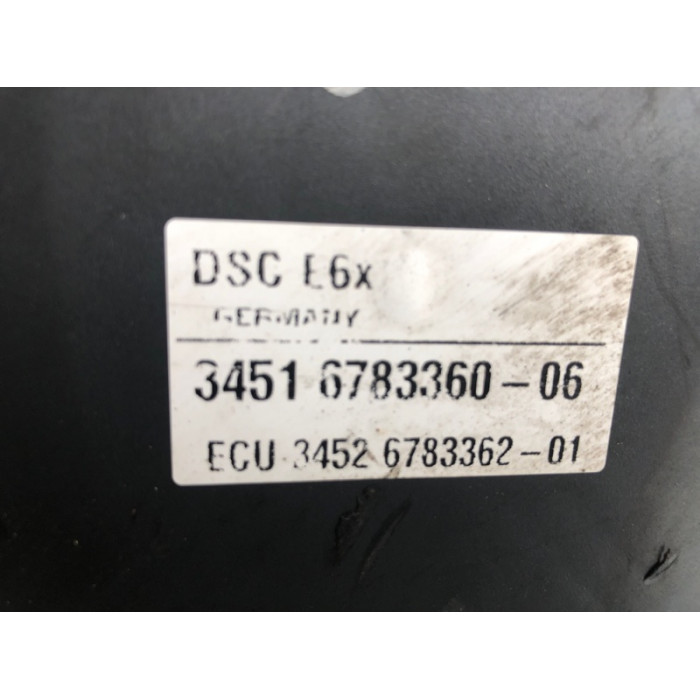 DSC E6x
GERMANY
3451 6783360-06
ECU 3452 6783362-01